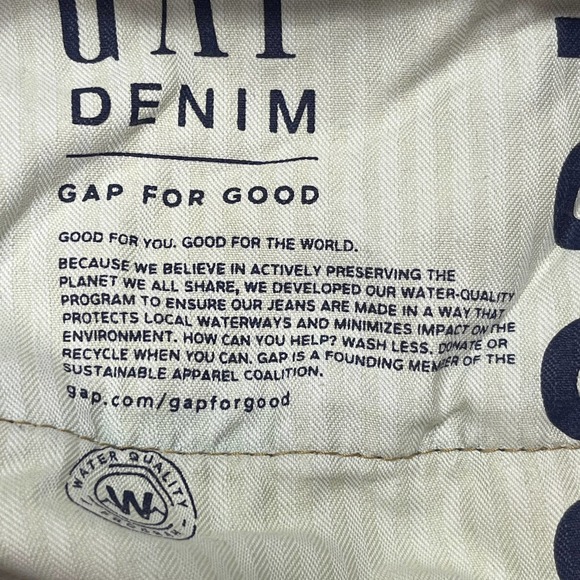 GAP
DENIM
GAP FOR GOOD
GOOD FOR YOU. GOOD FOR THE WORLD.
BECAUSE WE BELIEVE IN ACTIVELY PRESERVING THE
PLANET WE ALL SHARE, WE DEVELOPED OUR WATER-QUALITY
PROGRAM TO ENSURE OUR JEANS ARE MADE IN A WAY THAT
PROTECTS LOCAL WATERWAYS AND MINIMIZES IMPACT ON THE
ENVIRONMENT. HOW CAN YOU HELP? WASH LESS. DONATE OR
RECYCLE WHEN YOU CAN. GAP IS A FOUNDING MEMBER OF THE
SUSTAINABLE APPAREL COALITION.
gap.com/gapforgood
WATER QUALITY
W
PROGRAM